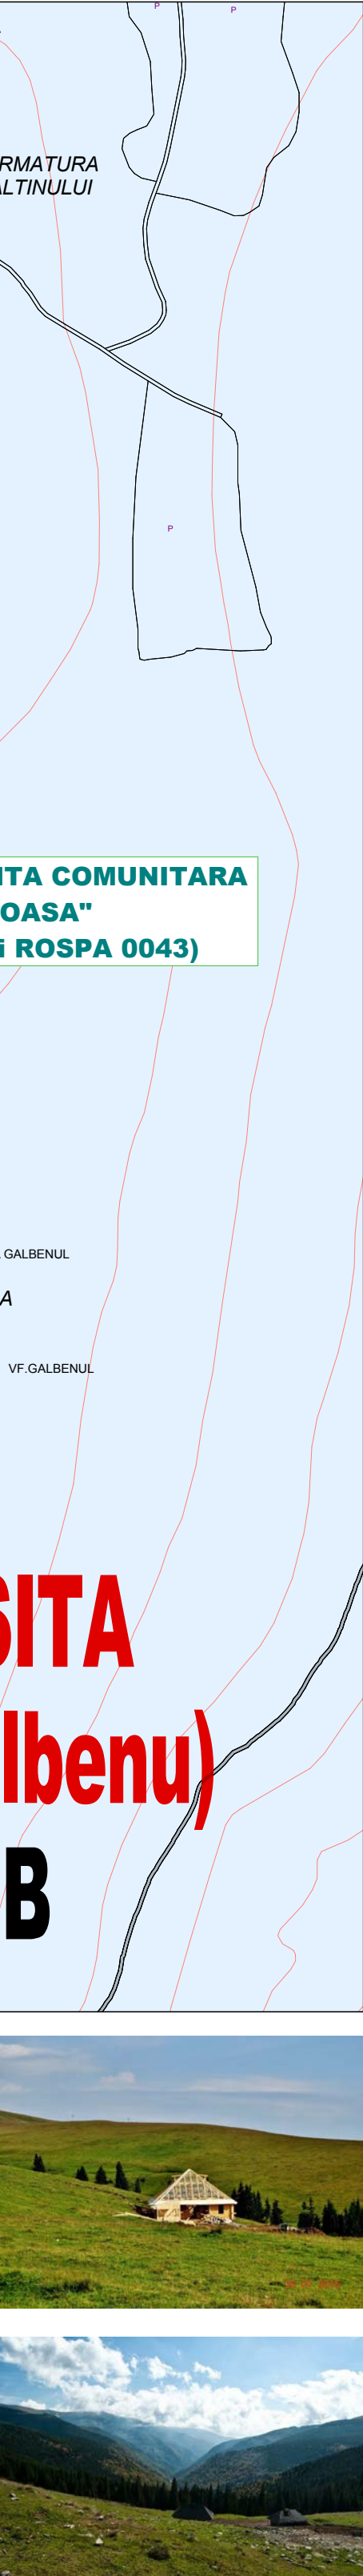 P
P
RMATURA
ALTINULUI
P
ITA COMUNITARA
OASA"
i ROSPA 0043)
GALBENUL
A
VF.GALBENUL
SITA
lbenu)
B